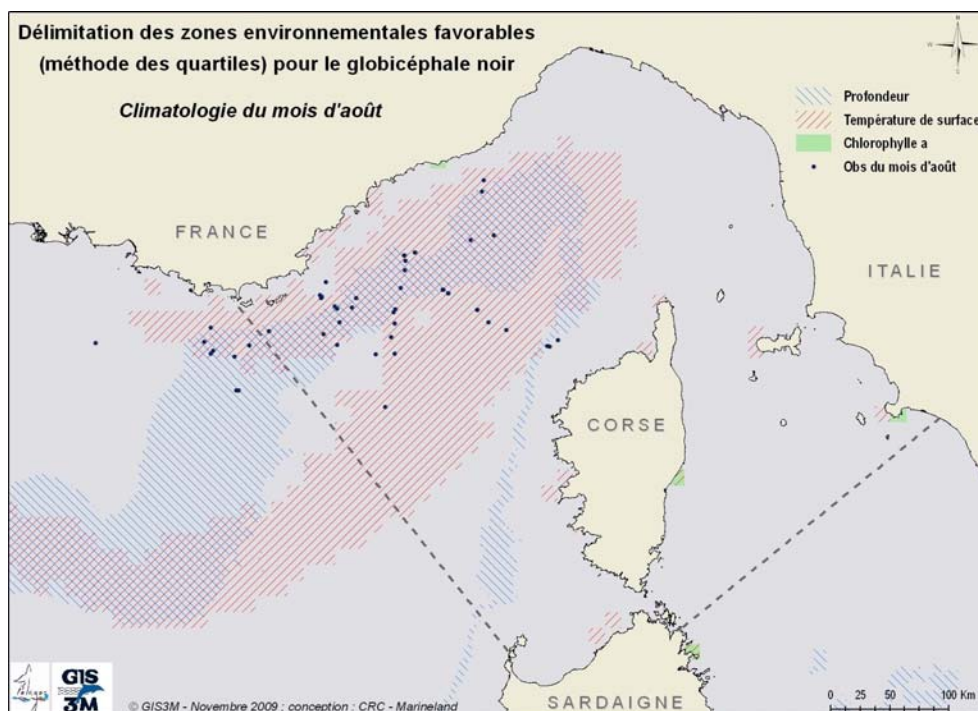 Délimitation des zones environnementales favorables
(méthode des quartiles) pour le globicéphale noir
Climatologie du mois d'août
N
Profondeur
Température de surface
Chlorophylle a
Obs du mois d'août
FRANCE
ITALIE
CORSE
SARDAIGNE
Pelagos
GIS
3M
© GIS3M - Novembre 2009 ; conception : CRC - Marineland
0 25 50 100 Km